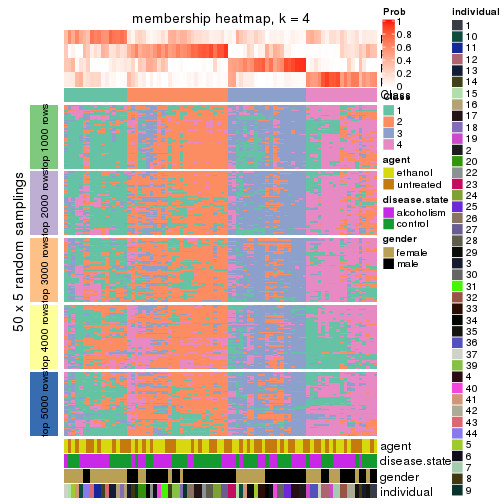 membership heatmap, k = 4
Prob
1
0.8
0.6
0.4
0.2
0
Class
1
2
3
4
agent
ethanol
untreated
disease.state
alcoholism
control
gender
female
male
individual
1
10
11
12
13
14
15
16
17
18
19
2
20
22
23
24
25
26
27
28
29
3
30
31
32
33
34
35
36
37
39
4
40
41
42
43
44
5
6
7
8
9
50 x 5 random samplings
top 1000 rows
top 2000 rows
top 3000 rows
top 4000 rows
top 5000 rows
agent
disease.state
gender
individual